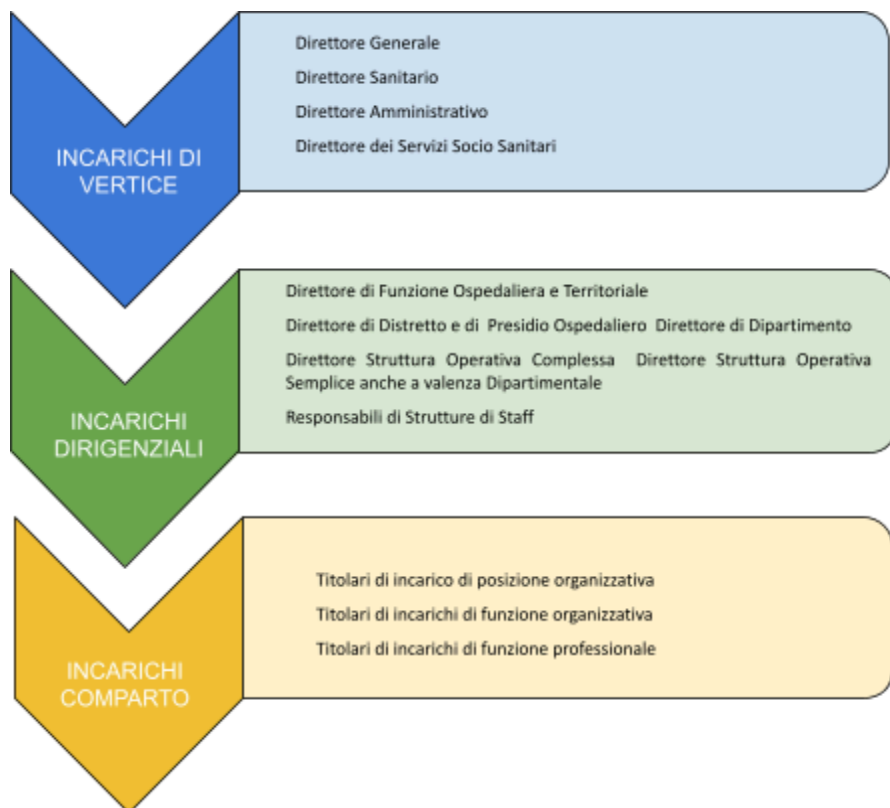 INCARICHI DI
VERTICE
Direttore Generale
Direttore Sanitario
Direttore Amministrativo
Direttore dei Servizi Socio Sanitari
INCARICHI
DIRIGENZIALI
Direttore di Funzione Ospedaliera e Territoriale
Direttore di Distretto e di Presidio Ospedaliero Direttore di Dipartimento
Direttore Struttura Operativa Complessa Direttore Struttura Operativa
Semplice anche a valenza Dipartimentale
Responsabili di Strutture di Staff
INCARICHI
COMPARTO
Titolari di incarico di posizione organizzativa
Titolari di incarichi di funzione organizzativa
Titolari di incarichi di funzione professionale